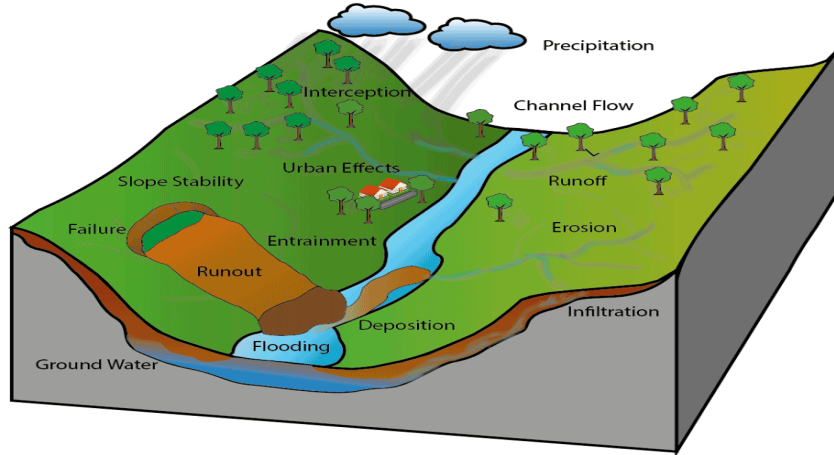 Precipitation
Interception
Channel Flow
Urban Effects
Slope Stability
Runoff
Failure
Entrainment
Erosion
Runout
Infiltration
Deposition
Flooding
Ground Water